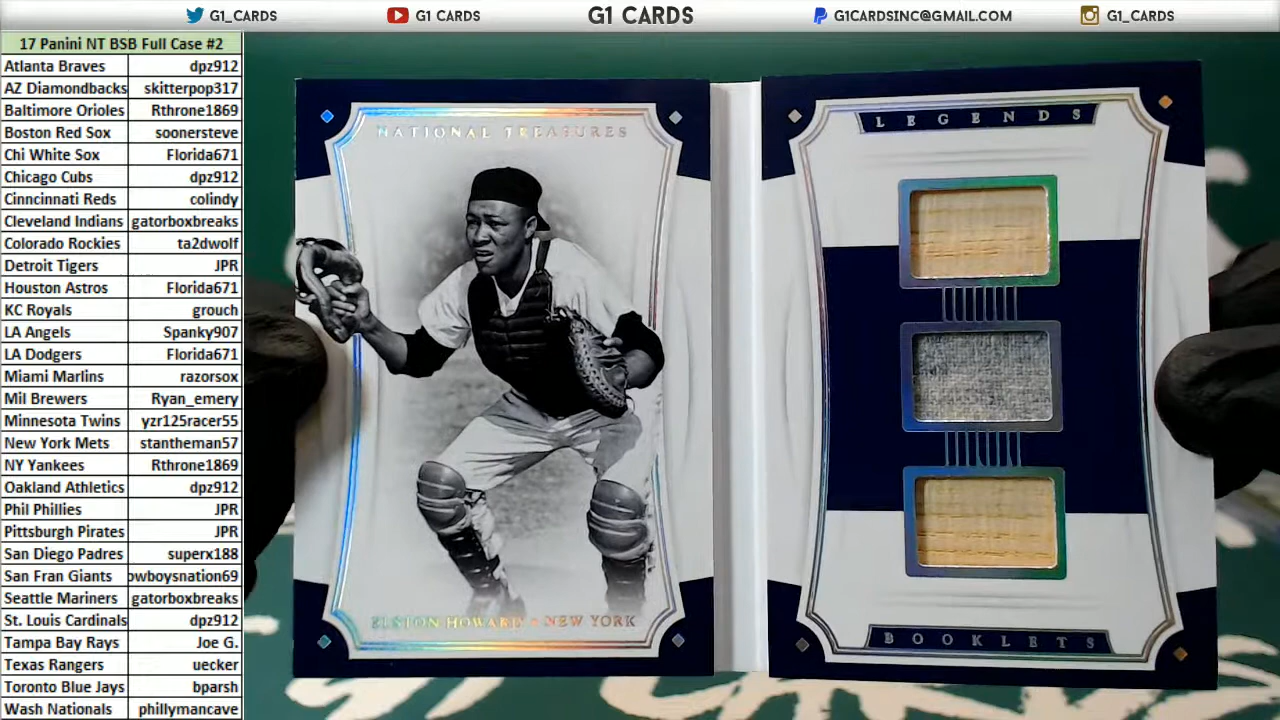 G1_CARDS G1 CARDS G1 CARDS G1CARDSINC@GMAIL.COM G1_CARDS
17 Panini NT BSB Full Case #2
Atlanta Braves dpz912
AZ Diamondbacks skitterpop317
Baltimore Orioles Rthrone1869
Boston Red Sox soonersteve
Chi White Sox Florida671
Chicago Cubs dpz912
Cinncinnati Reds colindy
Cleveland Indians gatorboxbreaks
Colorado Rockies ta2dwolf
Detroit Tigers JPR
Houston Astros Florida671
KC Royals grouch
LA Angels Spanky907
LA Dodgers Florida671
Miami Marlins razorsox
Mil Brewers Ryan_emery
Minnesota Twins yzr125racer55
New York Mets stantheman57
NY Yankees Rthrone1869
Oakland Athletics dpz912
Phil Phillies JPR
Pittsburgh Pirates JPR
San Diego Padres superx188
San Fran Giants owboysnation69
Seattle Mariners gatorboxbreaks
St. Louis Cardinals dpz912
Tampa Bay Rays Joe G.
Texas Rangers uecker
Toronto Blue Jays bparsh
Wash Nationals phillymancave
NATIONAL TREASURES
ELSTON HOWARD NEW YORK
LEGENDS
BOOKLETS
G1 CARDS